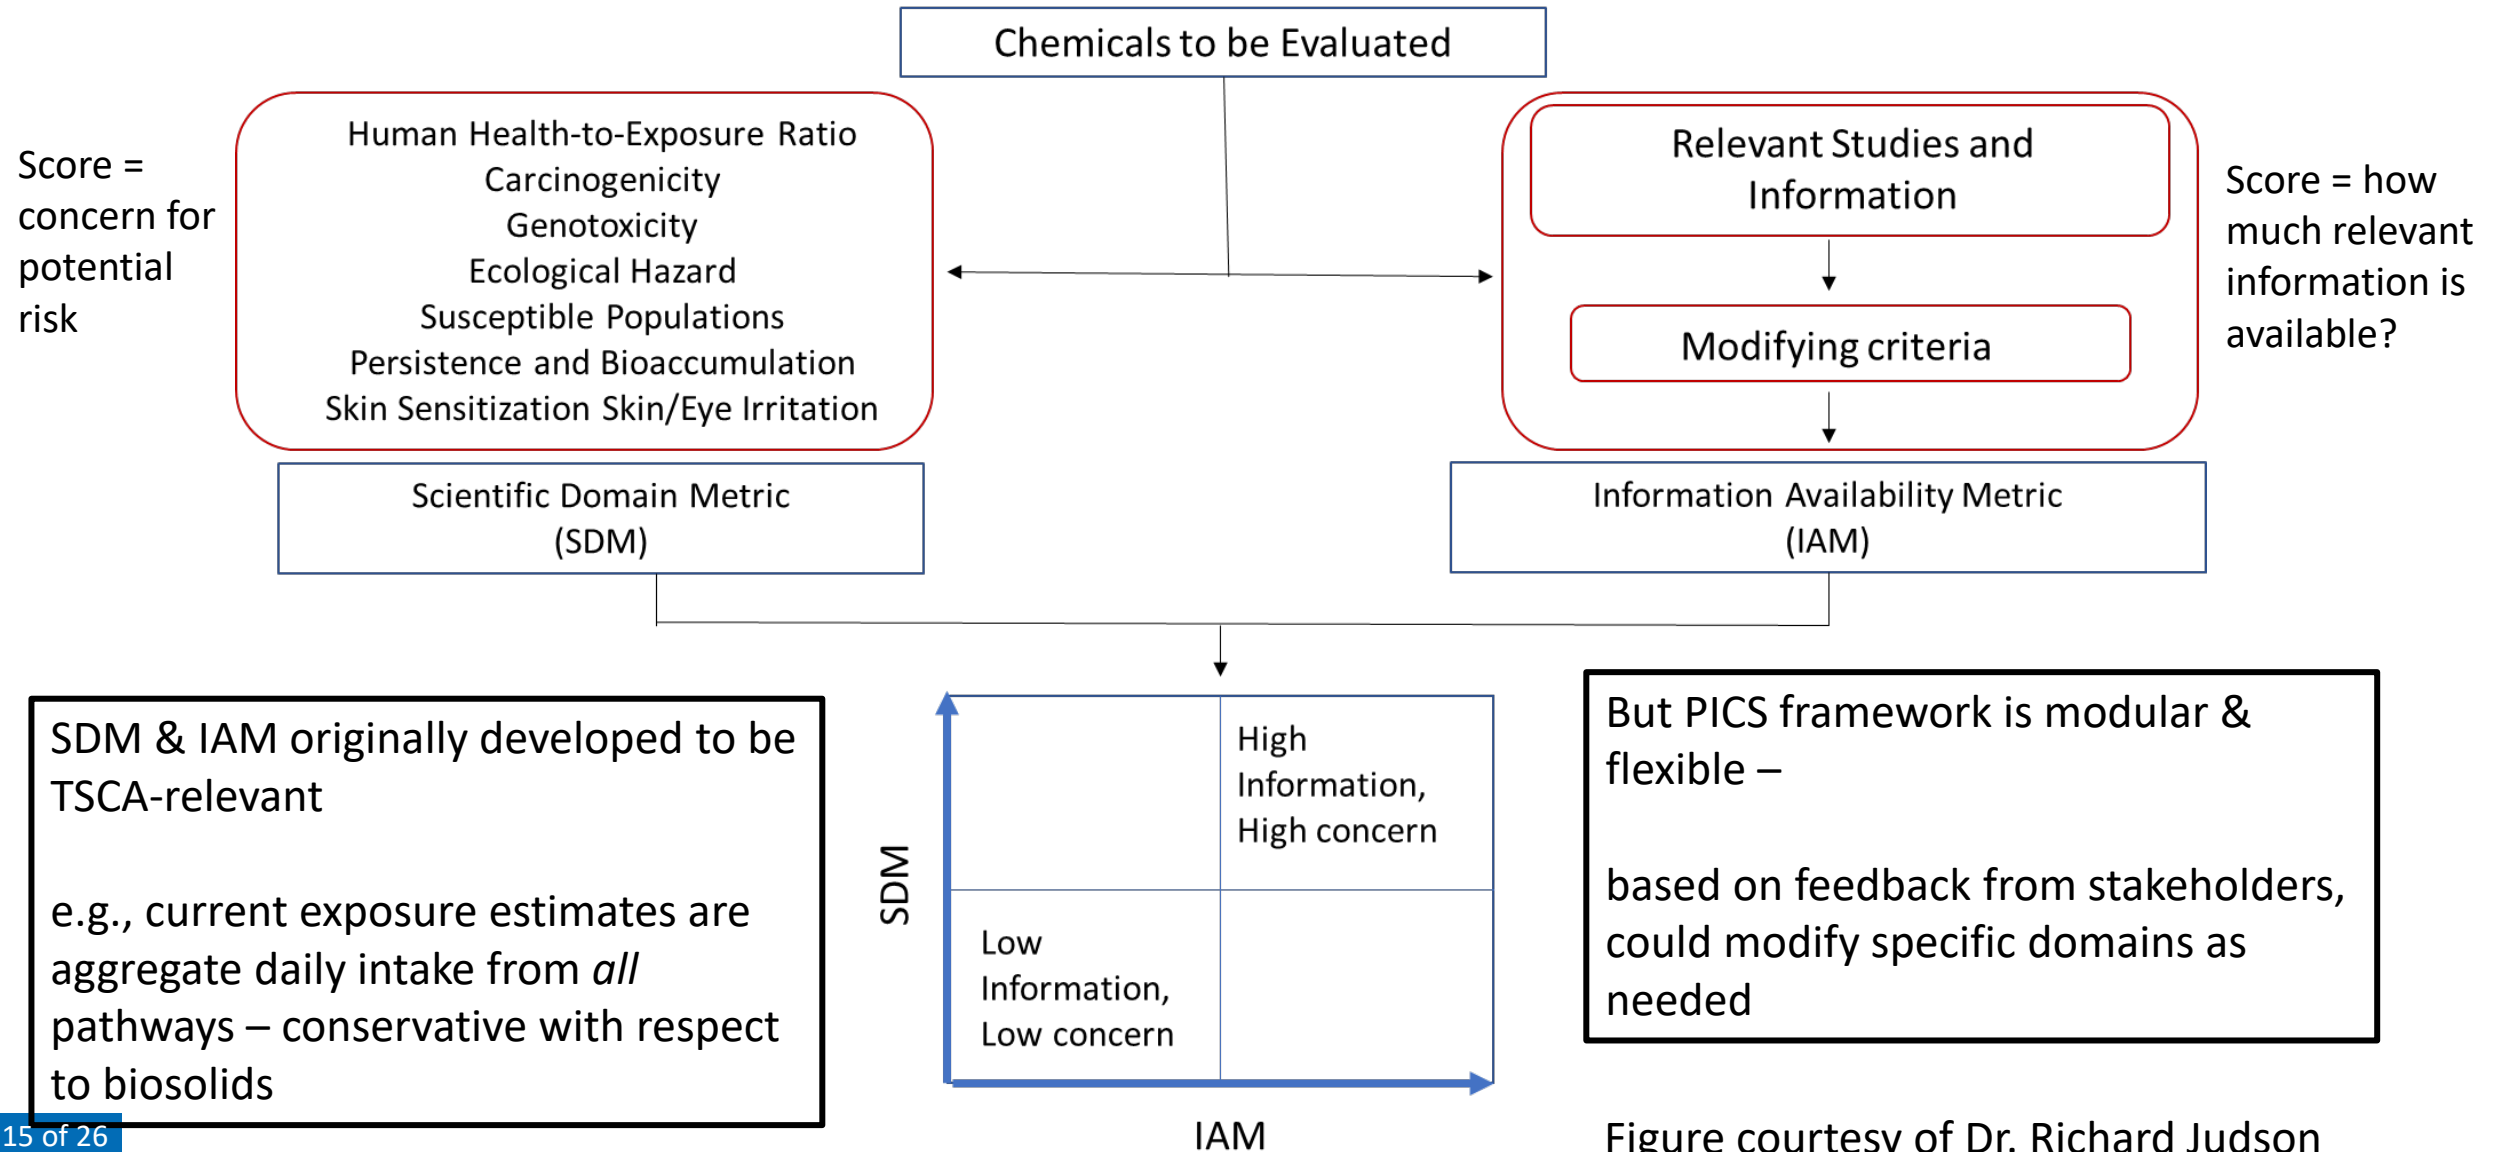 Chemicals to be Evaluated
Score =
concern for
potential
risk
Human Health-to-Exposure Ratio
Carcinogenicity
Genotoxicity
Ecological Hazard
Susceptible Populations
Persistence and Bioaccumulation
Skin Sensitization Skin/Eye Irritation
Relevant Studies and
Information
Modifying criteria
Score = how
much relevant
information is
available?
Scientific Domain Metric
(SDM)
Information Availability Metric
(IAM)
SDM & IAM originally developed to be
TSCA-relevant
e.g., current exposure estimates are
aggregate daily intake from all
pathways – conservative with respect
to biosolids
SDM
High
Information,
High concern
Low
Information,
Low concern
IAM
But PICS framework is modular &
flexible –
based on feedback from stakeholders,
could modify specific domains as
needed
15 of 26
Figure courtesy of Dr. Richard Judson